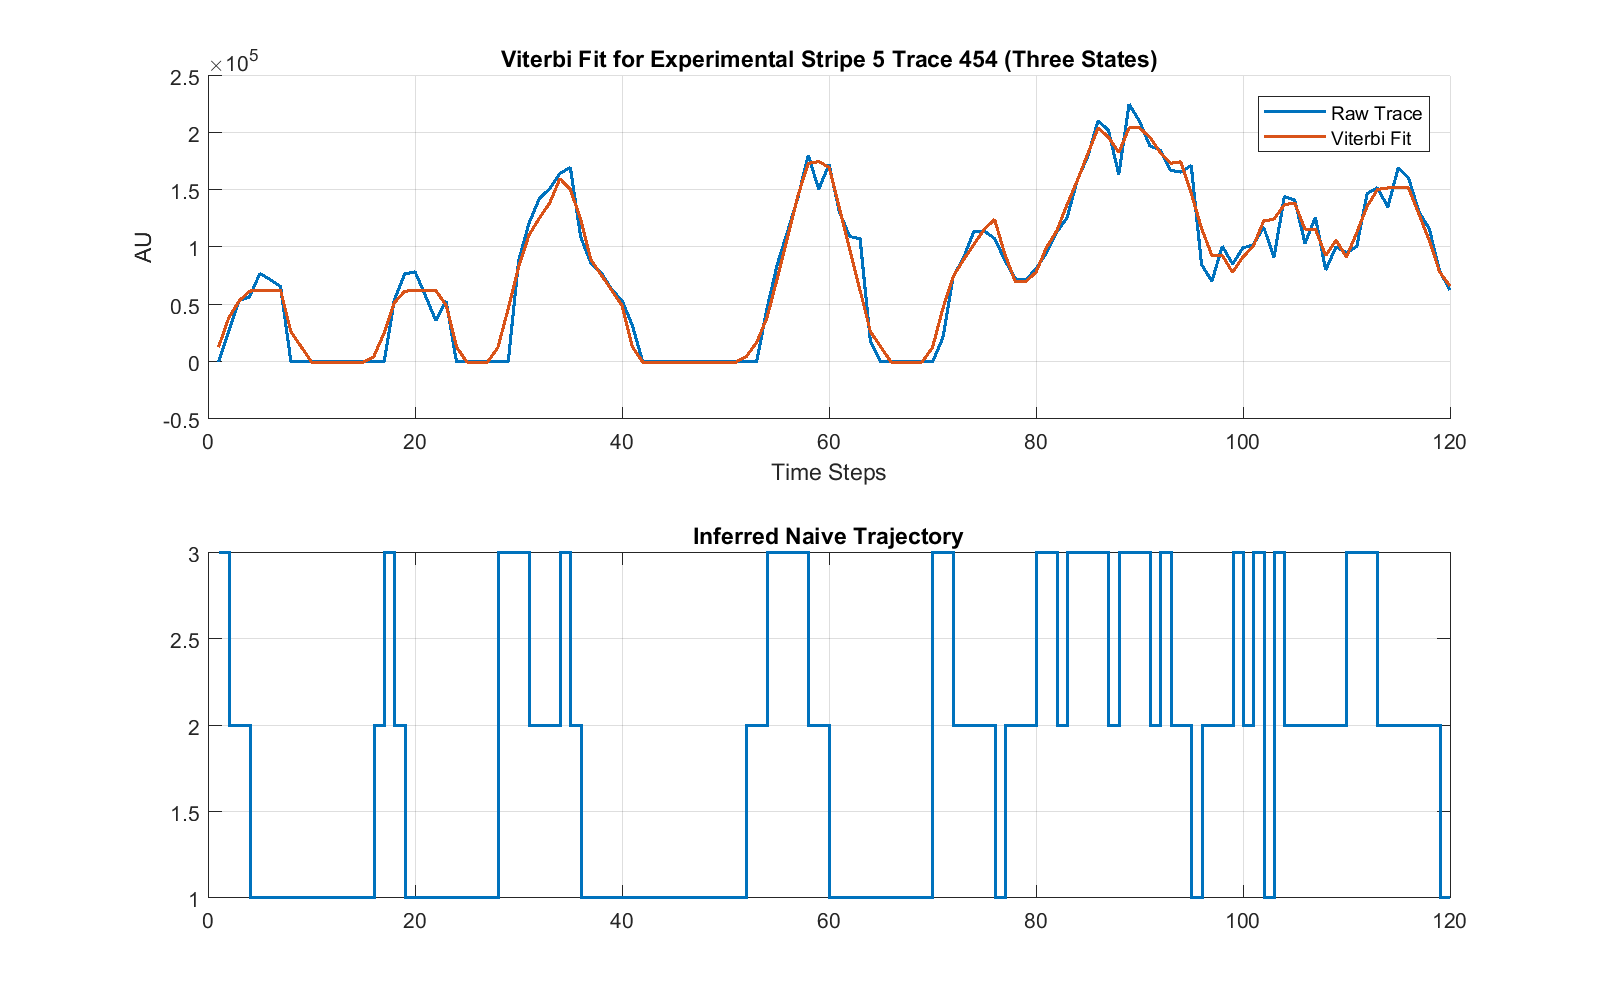 Viterbi Fit for Experimental Stripe 5 Trace 454 (Three States)
×10⁵
2.5
2
1.5
1
0.5
0
-0.5
AU
Raw Trace
Viterbi Fit
0 20 40 60 80 100 120
Time Steps
Inferred Naive Trajectory
3
2.5
2
1.5
1
0 20 40 60 80 100 120